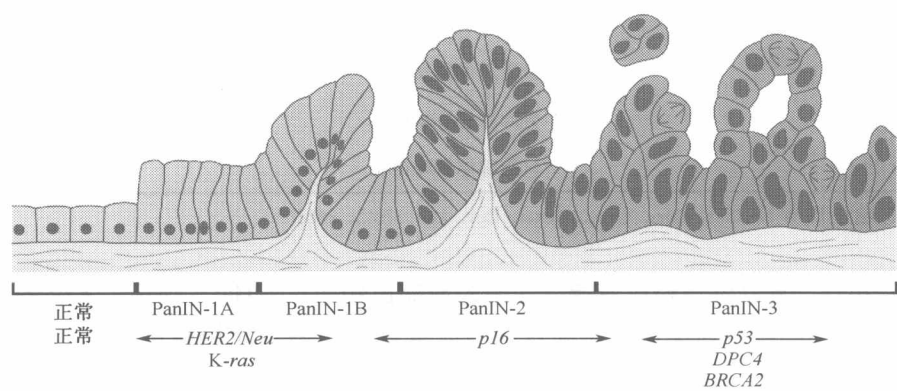 正常 PanIN-1A PanIN-1B PanIN-2 PanIN-3
正常 HER2/Neu p16 p53
K-ras DPC4
BRCA2